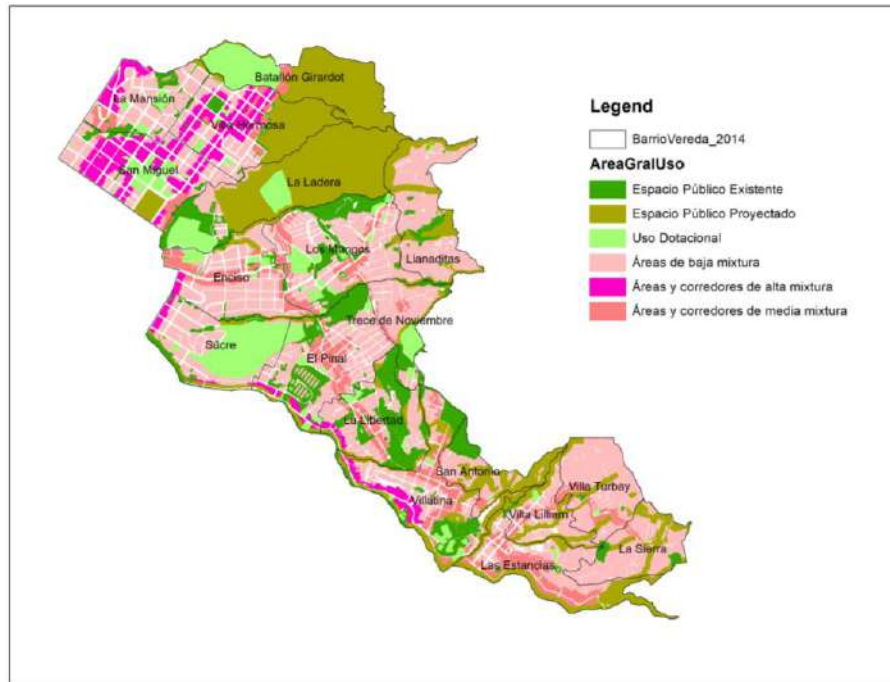 Batallón Girardot
La Mansión
Villa Hermosa
San Miguel
La Ladera
Los Mangos
Llanaditas
Enciso
Trece de Noviembre
Sucre
El Pinal
La Libertad
San Antonio
Villatina
Villa Turbay
Villa Lilliam
La Sierra
Las Estancias
Legend
BarrioVereda_2014
AreaGralUso
Espacio Público Existente
Espacio Público Proyectado
Uso Dotacional
Áreas de baja mixtura
Áreas y corredores de alta mixtura
Áreas y corredores de media mixtura